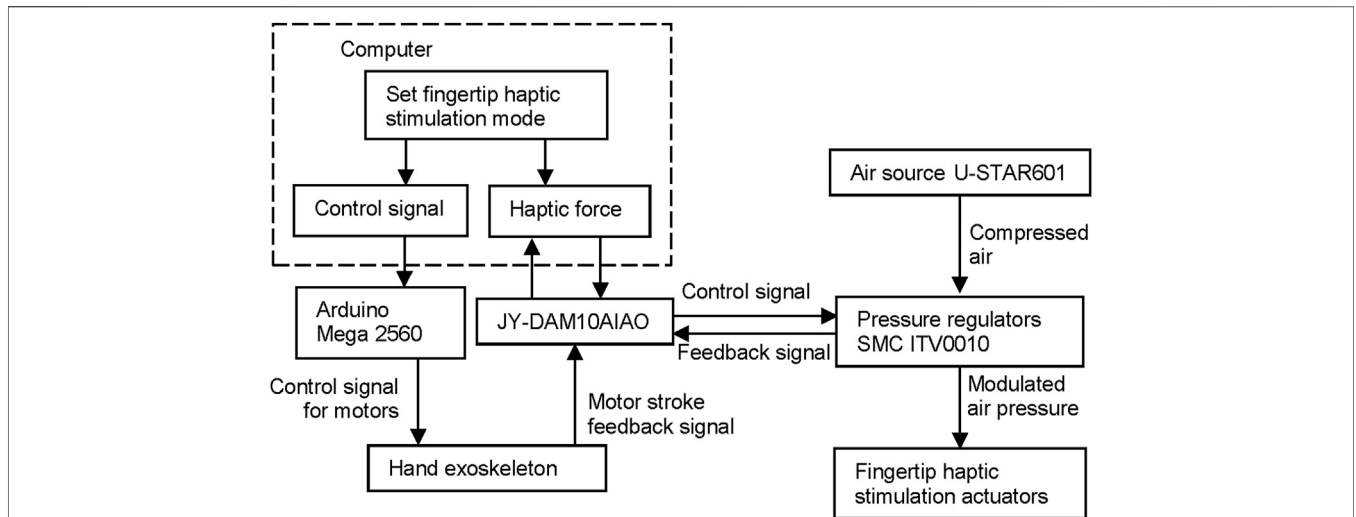 Computer
Set fingertip haptic
stimulation mode
Control signal
Haptic force
Air source U-STAR601
Compressed
air
Arduino
Mega 2560
JY-DAM10AIAO
Control signal
Feedback signal
Pressure regulators
SMC ITV0010
Control signal
for motors
Motor stroke
feedback signal
Modulated
air pressure
Hand exoskeleton
Fingertip haptic
stimulation actuators